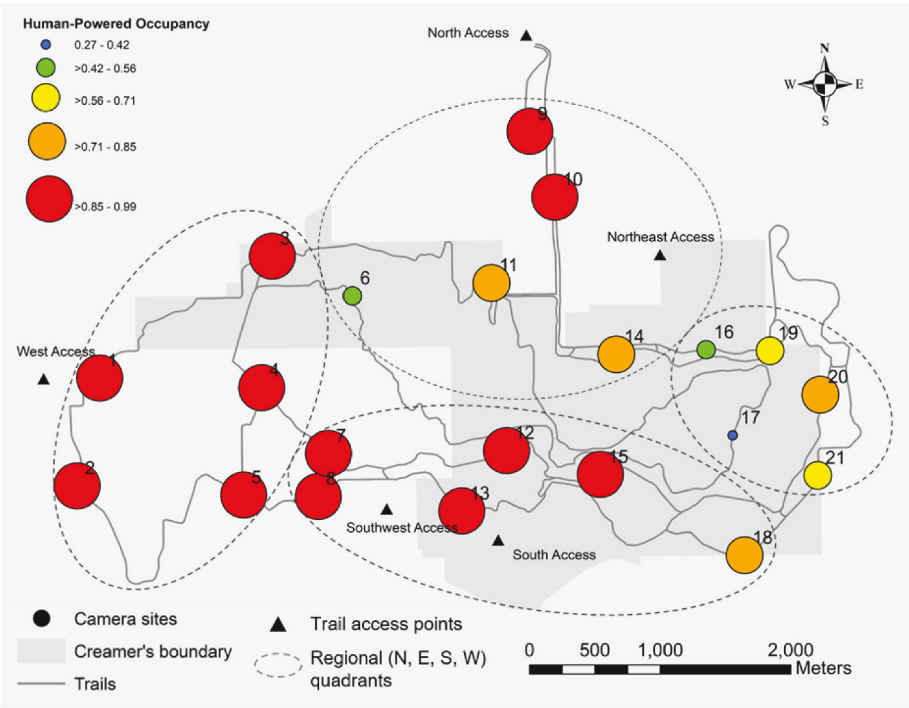 Human-Powered Occupancy
0.27 - 0.42
>0.42 - 0.56
>0.56 - 0.71
>0.71 - 0.85
>0.85 - 0.99
North Access
N
W E
S
9
10
Northeast Access
3
6
11
West Access
1
14
16
19
4
20
17
7
12
15
21
2
5
8
13
Southwest Access
South Access
18
Camera sites
Creamer's boundary
Trails
Trail access points
Regional (N, E, S, W)
quadrants
0 500 1,000 2,000
Meters